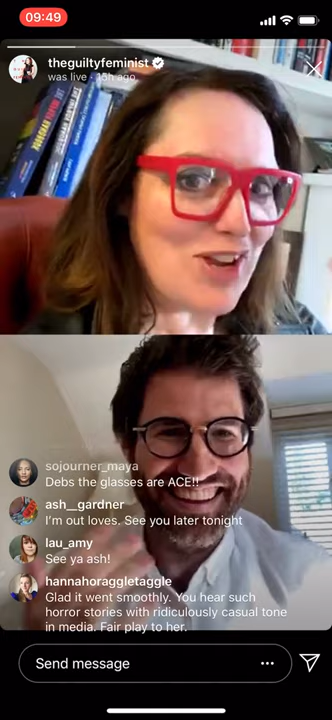 09:49
theguiltyfeminist
was live · 15h ago
sojourner_maya
Debs the glasses are ACE!!
ash__gardner
I'm out loves. See you later tonight
lau_amy
See ya ash!
hannahoraggletaggle
Glad it went smoothly. You hear such
horror stories with ridiculously casual tone
in media. Fair play to her.
Send message